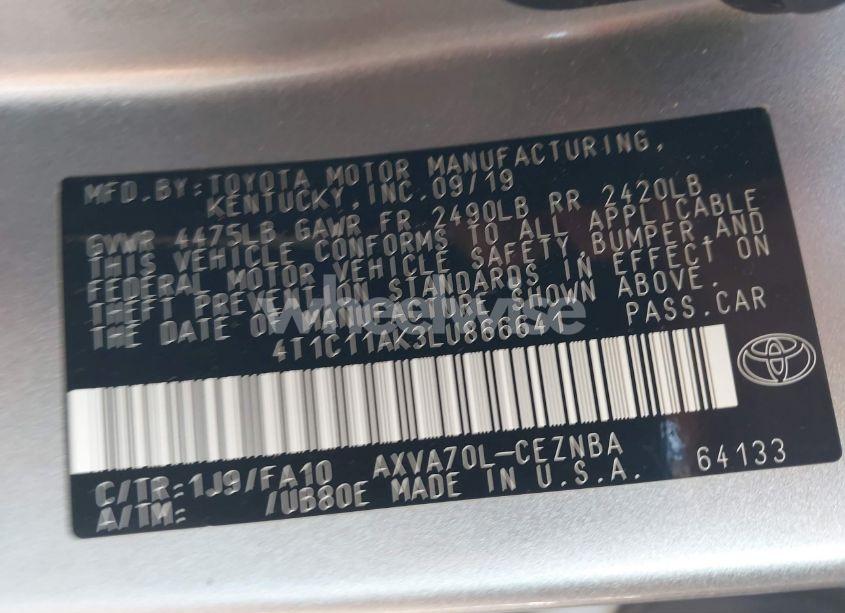 MFD.BY:TOYOTA MOTOR MANUFACTURING,
KENTUCKY,INC.09/19
GVWR 4475LB GAWR FR 2490LB RR 2420LB
THIS VEHICLE CONFORMS TO ALL APPLICABLE
FEDERAL MOTOR VEHICLE SAFETY,BUMPER AND
THEFT PREVENTION STANDARDS IN EFFECT ON
THE DATE OF MANUFACTURE SHOWN ABOVE.
wheelwise
PASS.CAR
C/TR:1J9/FA10 AXVA70L-CEZNBA
A/TM: /UB80E MADE IN U.S.A. 64133